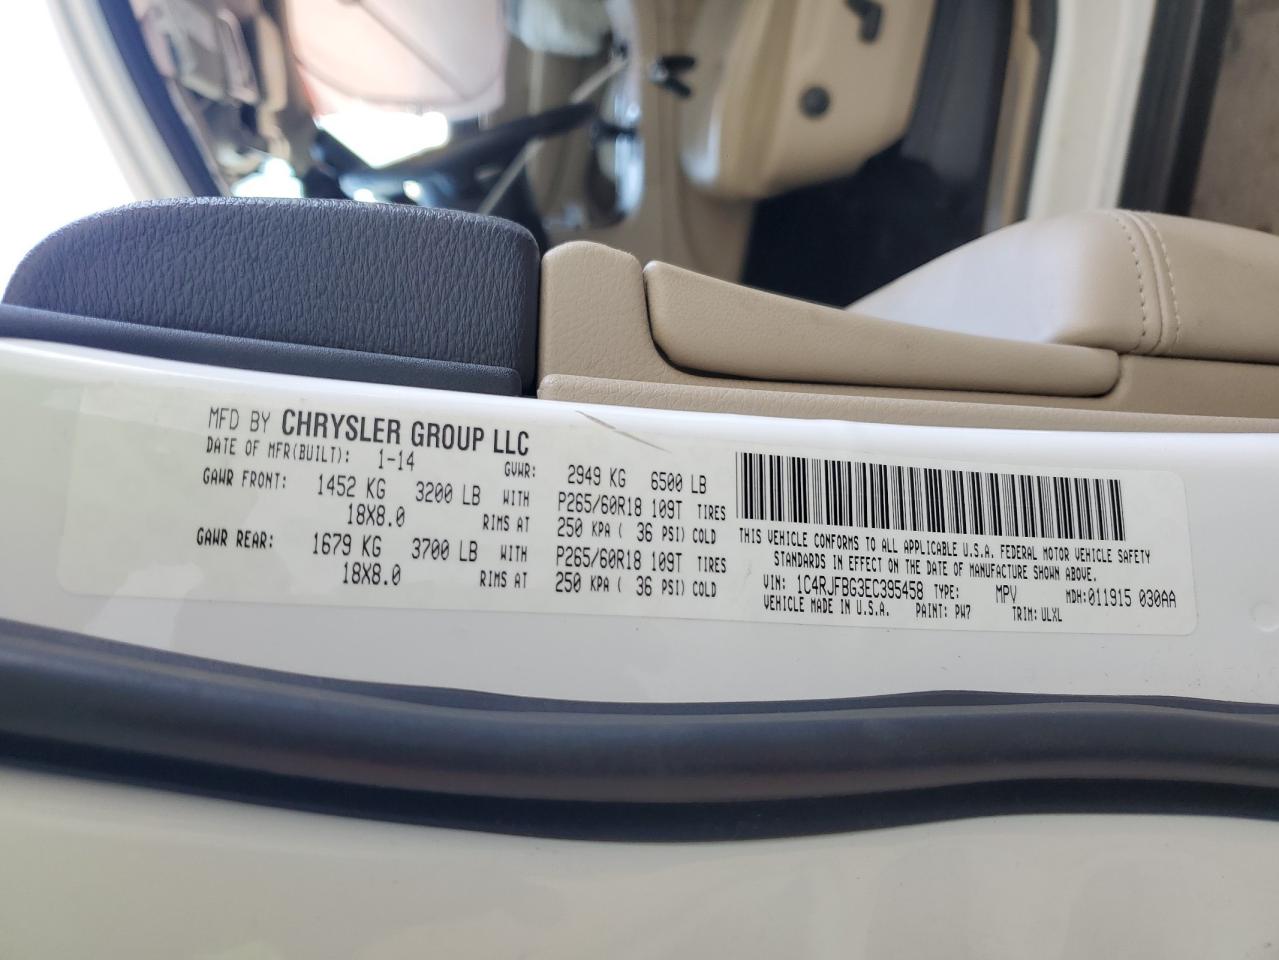 MFD BY CHRYSLER GROUP LLC
DATE OF MFR(BUILT): 1-14 GVWR: 2949 KG 6500 LB
GAWR FRONT: 1452 KG 3200 LB WITH P265/60R18 109T TIRES
18X8.0 RIMS AT 250 KPA ( 36 PSI) COLD
GAWR REAR: 1679 KG 3700 LB WITH P265/60R18 109T TIRES
18X8.0 RIMS AT 250 KPA ( 36 PSI) COLD
THIS VEHICLE CONFORMS TO ALL APPLICABLE U.S.A. FEDERAL MOTOR VEHICLE SAFETY
STANDARDS IN EFFECT ON THE DATE OF MANUFACTURE SHOWN ABOVE.
VIN: 1C4RJFBG3EC395458 TYPE: MPV MDH:011915 030AA
VEHICLE MADE IN U.S.A. PAINT: PW7 TRIM: ULXL